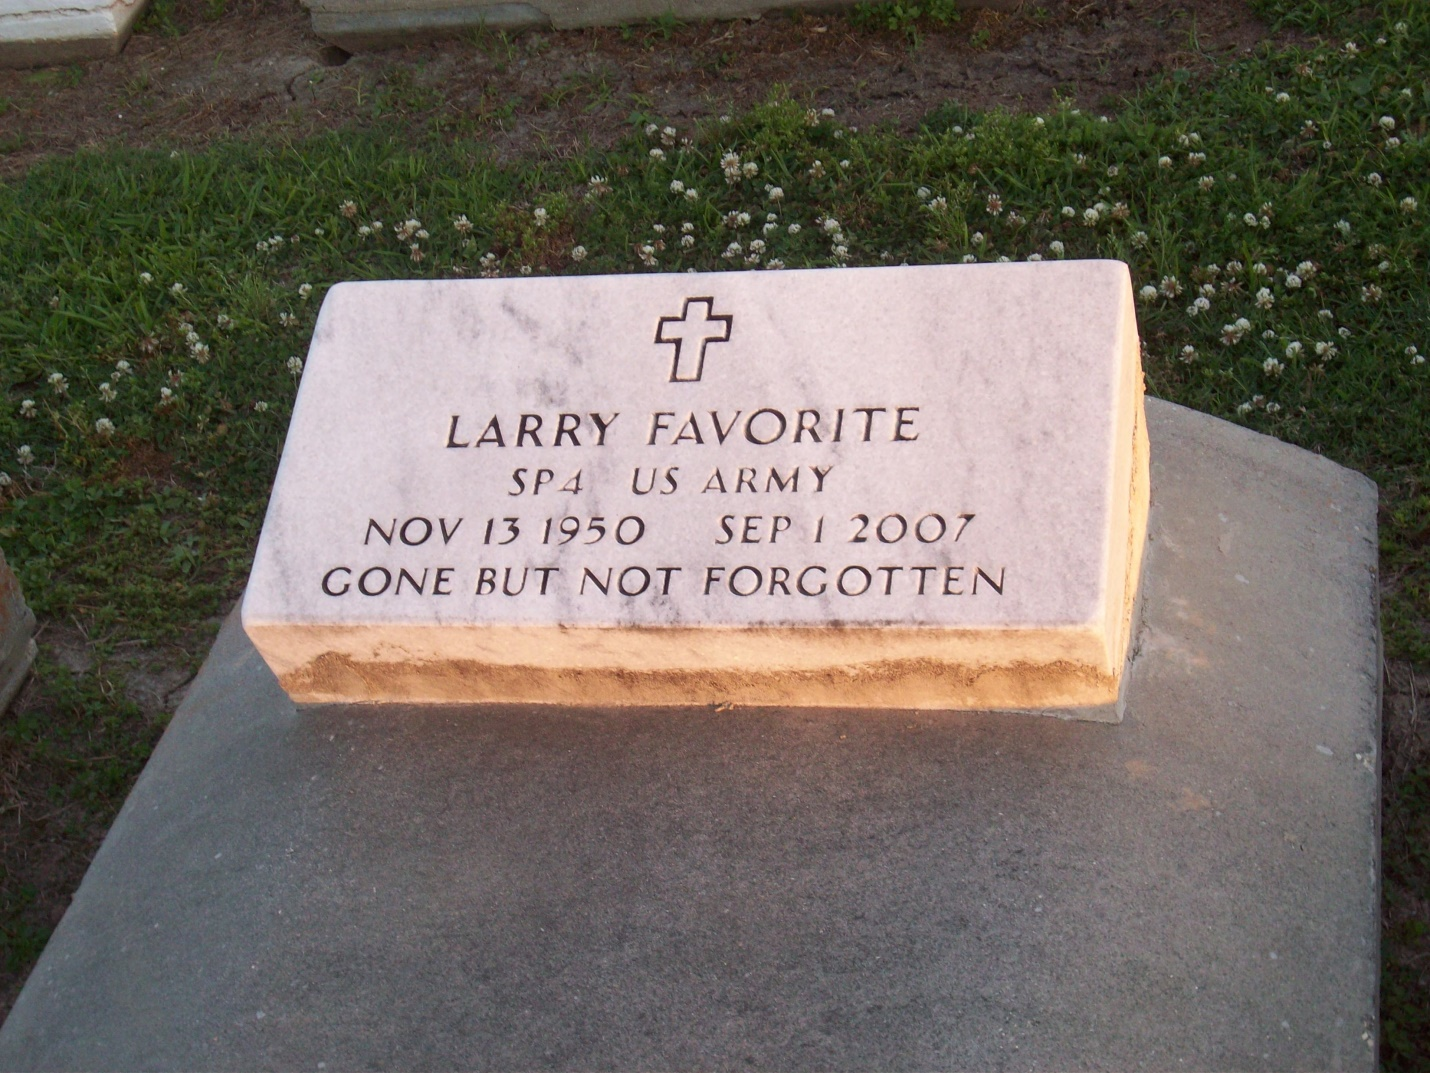 LARRY FAVORITE
SP4 US ARMY
NOV 13 1950 SEP 1 2007
GONE BUT NOT FORGOTTEN